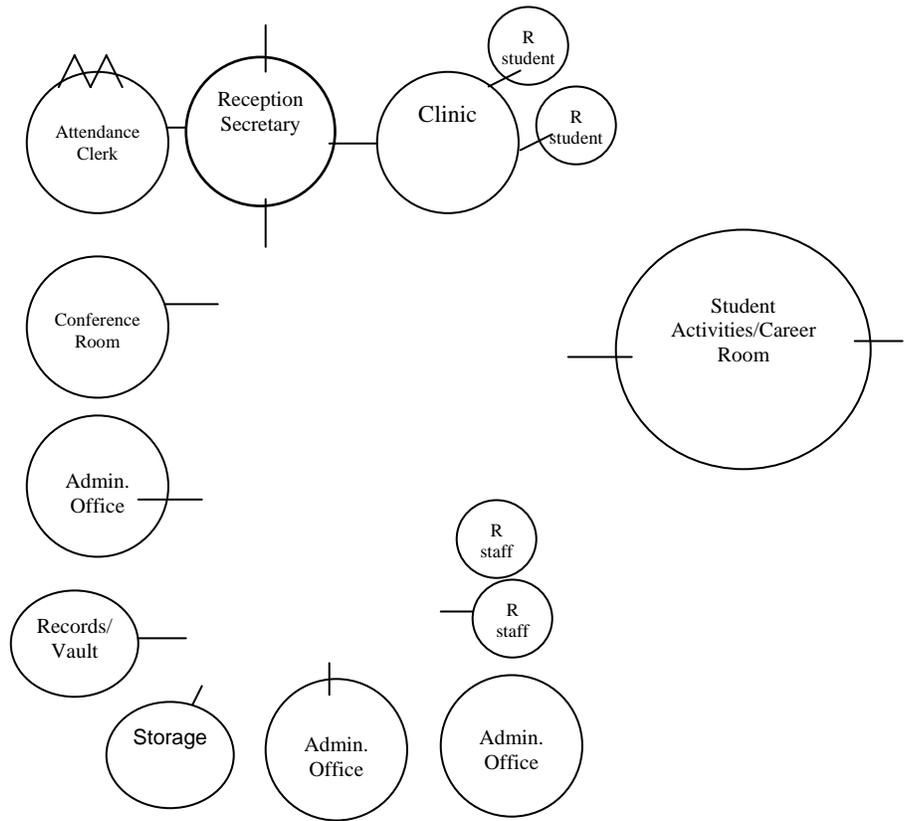 R
student
Reception
Secretary
Clinic
R
student
Attendance
Clerk
Student
Activities/Career
Room
Conference
Room
Admin.
Office
R
staff
R
staff
Records/
Vault
Storage
Admin.
Office
Admin.
Office